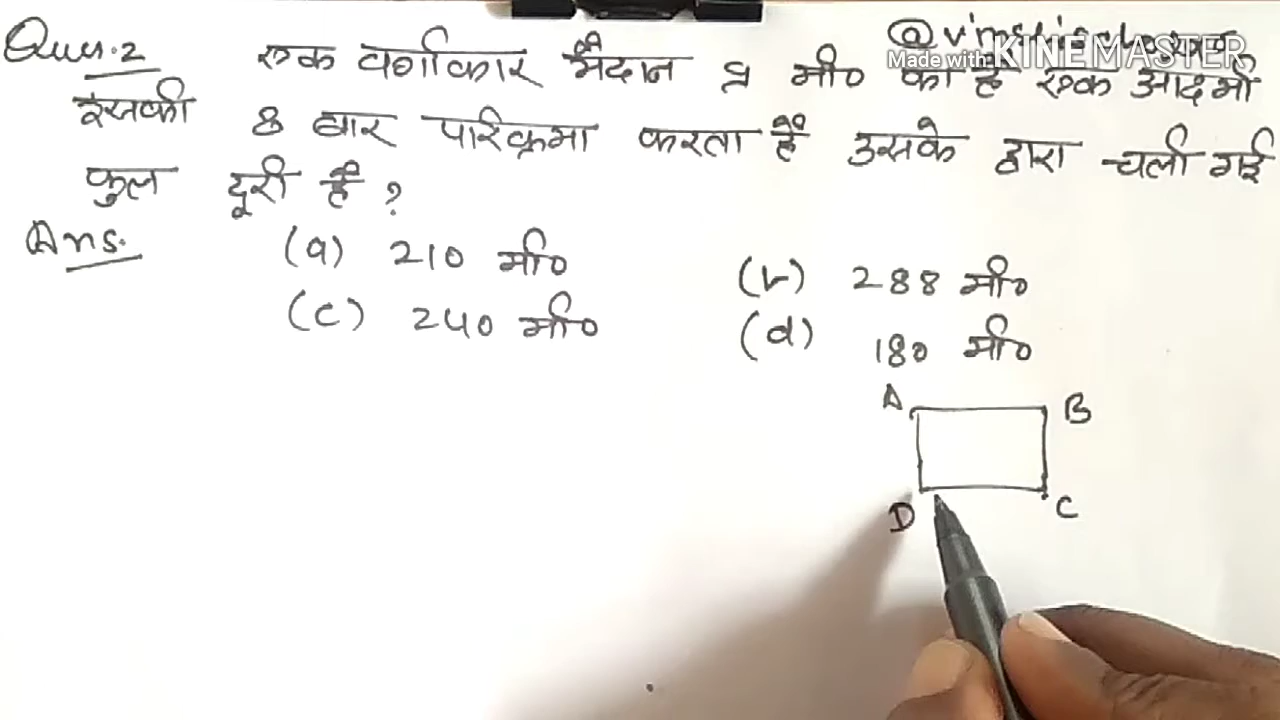 Ques.2 एक वर्गाकार मैदान 9 मी० का है एक आदमी
इसकी 8 बार परिक्रमा करता है उसके द्वारा चली गई
कुल दूरी है ?
Ans. (a) 210 मी० (b) 288 मी०
(c) 240 मी० (d) 180 मी०
A B
D C
Made with KINEMASTER